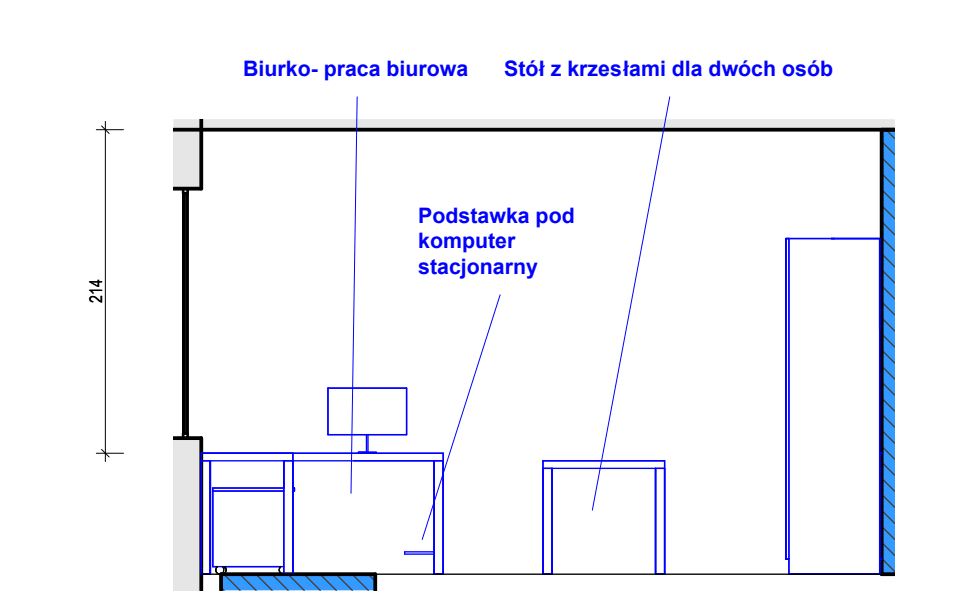 Biurko- praca biurowa
Stół z krzesłami dla dwóch osób
Podstawka pod
komputer
stacjonarny
214